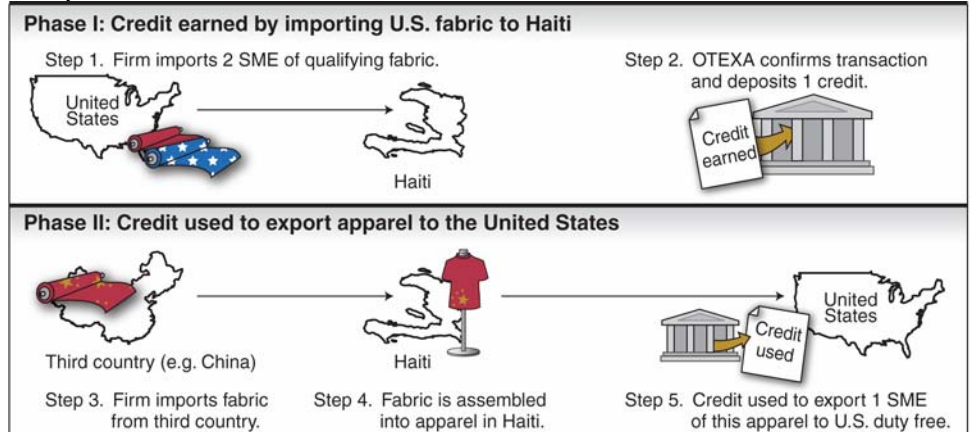 Phase I: Credit earned by importing U.S. fabric to Haiti
Step 1. Firm imports 2 SME of qualifying fabric.
Step 2. OTEXA confirms transaction
and deposits 1 credit.
United
States
Haiti
Credit
earned
Phase II: Credit used to export apparel to the United States
Third country (e.g. China)
Haiti
Credit
used
United
States
Step 3. Firm imports fabric
from third country.
Step 4. Fabric is assembled
into apparel in Haiti.
Step 5. Credit used to export 1 SME
of this apparel to U.S. duty free.